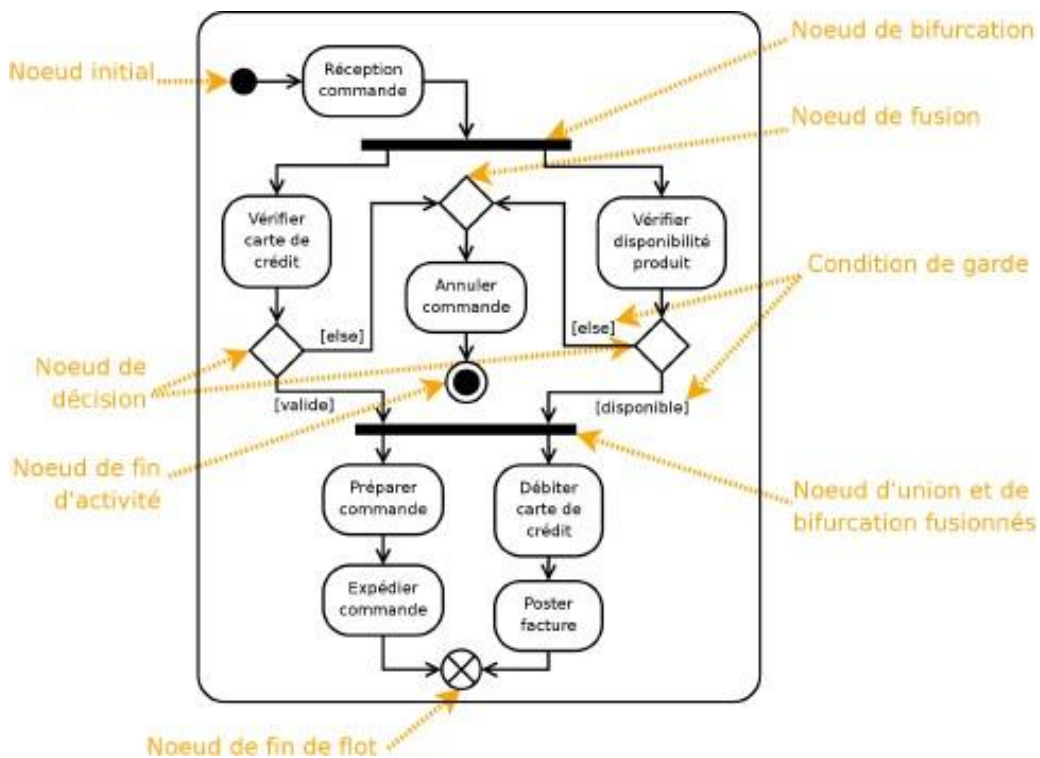 Noeud de bifurcation
Noeud initial
Réception
commande
Noeud de fusion
Vérifier
carte de
crédit
Vérifier
disponibilité
produit
Condition de garde
Annuler
commande
[else]
[else]
Noeud de
décision
[valide]
[disponible]
Noeud de fin
d'activité
Préparer
commande
Débiter
carte de
crédit
Noeud d'union et de
bifurcation fusionnés
Expédier
commande
Poster
facture
Noeud de fin de flot